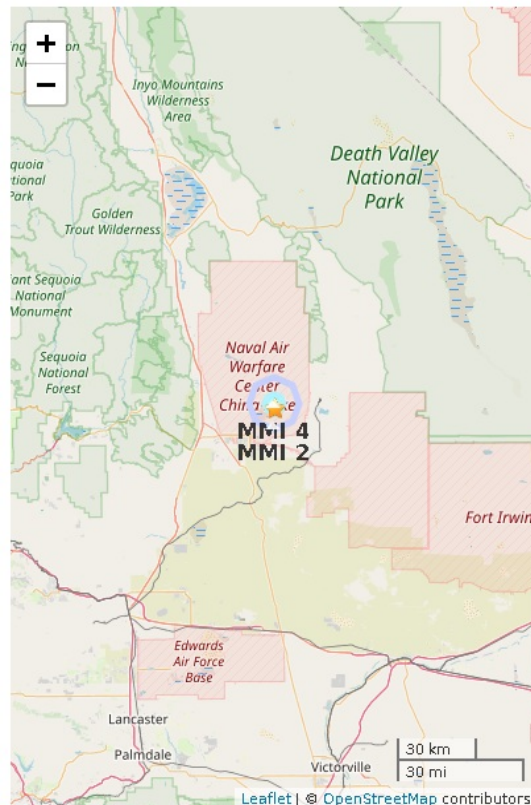 +
−
Inyo Mountains
Wilderness
Area
Death Valley
National
Park
quoia
tional
Park
Golden
Trout Wilderness
ant Sequoia
National
Monument
Sequoia
National
Forest
Naval Air
Warfare
Center
China Lake
MMI 4
MMI 2
Fort Irwin
Edwards
Air Force
Base
Lancaster
Palmdale
Victorville
30 km
30 mi
Leaflet | © OpenStreetMap contributors